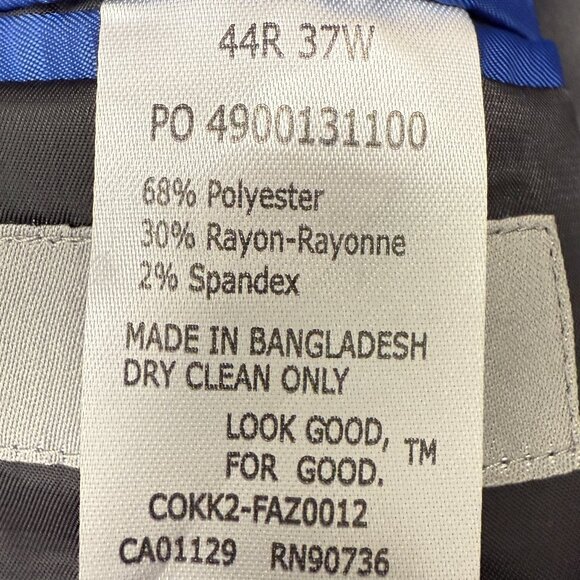 44R 37W
PO 4900131100
68% Polyester
30% Rayon-Rayonne
2% Spandex
MADE IN BANGLADESH
DRY CLEAN ONLY
LOOK GOOD, TM
FOR GOOD.
COKK2-FAZ0012
CA01129 RN90736